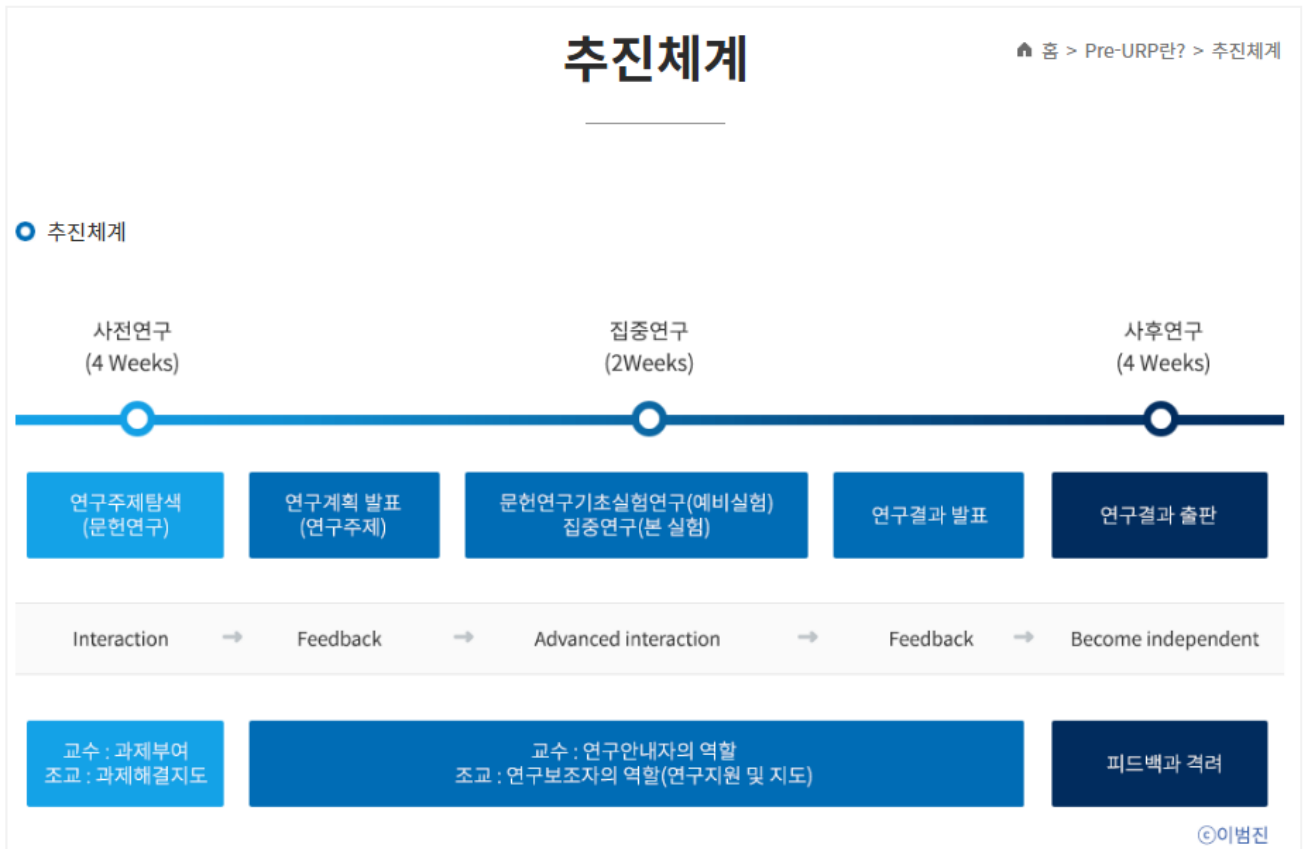 추진체계
홈 > Pre-URP란? > 추진체계
추진체계
사전연구
(4 Weeks)
집중연구
(2Weeks)
사후연구
(4 Weeks)
연구주제탐색
(문헌연구)
연구계획 발표
(연구주제)
문헌연구기초실험연구(예비실험)
집중연구(본 실험)
연구결과 발표
연구결과 출판
Interaction → Feedback → Advanced interaction → Feedback → Become independent
교수 : 과제부여
조교 : 과제해결지도
교수 : 연구안내자의 역할
조교 : 연구보조자의 역할(연구지원 및 지도)
피드백과 격려
ⓒ이범진